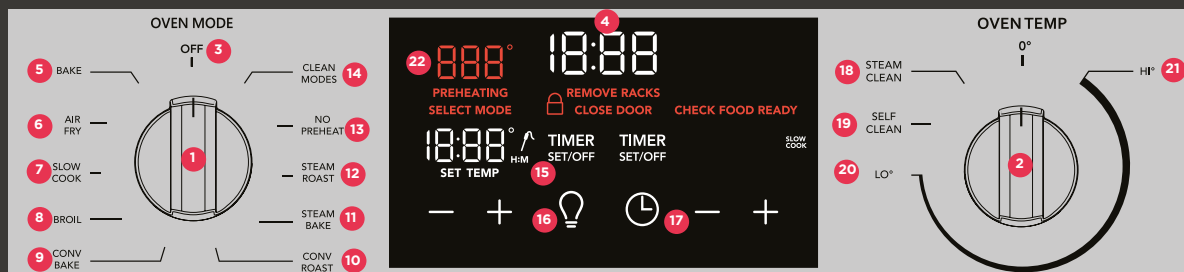 OVEN MODE
OFF 3
5 BAKE
6 AIR
FRY
7 SLOW
COOK
8 BROIL
9 CONV
BAKE
1
CLEAN
MODES 14
NO
PREHEAT 13
STEAM
ROAST 12
STEAM
BAKE 11
CONV
ROAST 10
4
22 888°
18:88
PREHEATING
SELECT MODE
REMOVE RACKS
CLOSE DOOR
CHECK FOOD READY
18:88°
H:M
SET TEMP
15
TIMER
SET/OFF
TIMER
SET/OFF
SLOW
COOK
− +
16
17
− +
OVEN TEMP
0°
18 STEAM
CLEAN
19 SELF
CLEAN
20 LO°
2
HI° 21